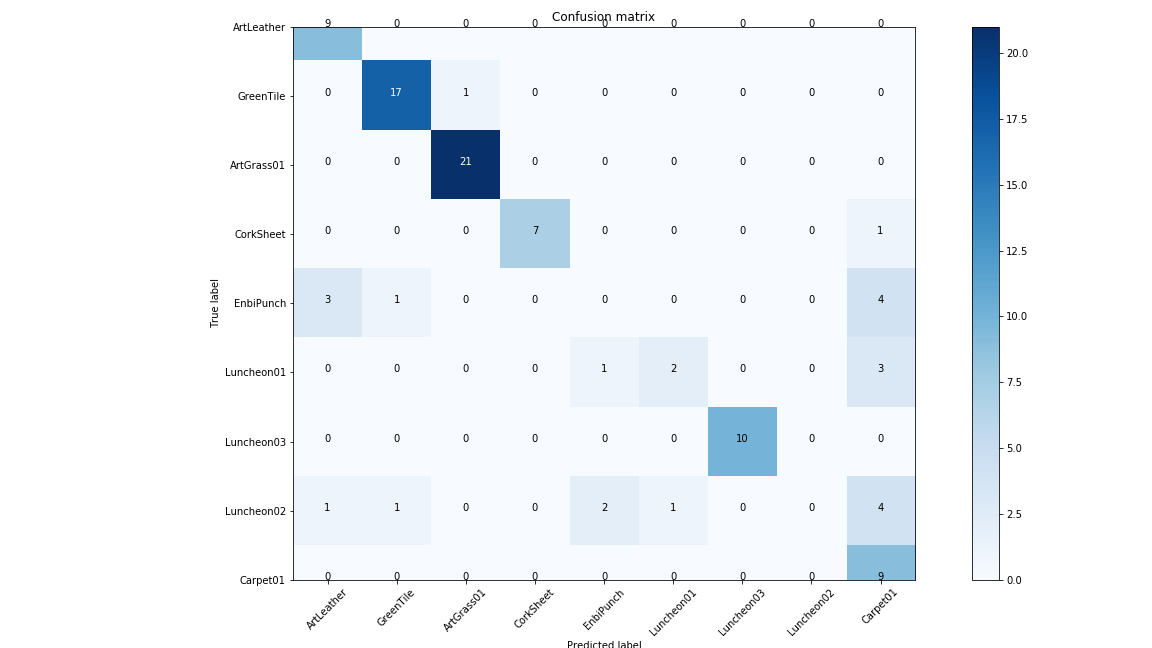 Confusion matrix
ArtLeather 9 0 0 0 0 0 0 0 0
GreenTile 0 17 1 0 0 0 0 0 0
ArtGrass01 0 0 21 0 0 0 0 0 0
CorkSheet 0 0 0 7 0 0 0 0 1
EnbiPunch 3 1 0 0 0 0 0 0 4
Luncheon01 0 0 0 0 1 2 0 0 3
Luncheon03 0 0 0 0 0 0 10 0 0
Luncheon02 1 1 0 0 2 1 0 0 4
Carpet01 0 0 0 0 0 0 0 0 9
True label
ArtLeather GreenTile ArtGrass01 CorkSheet EnbiPunch Luncheon01 Luncheon03 Luncheon02 Carpet01
Predicted label
20.0
17.5
15.0
12.5
10.0
7.5
5.0
2.5
0.0